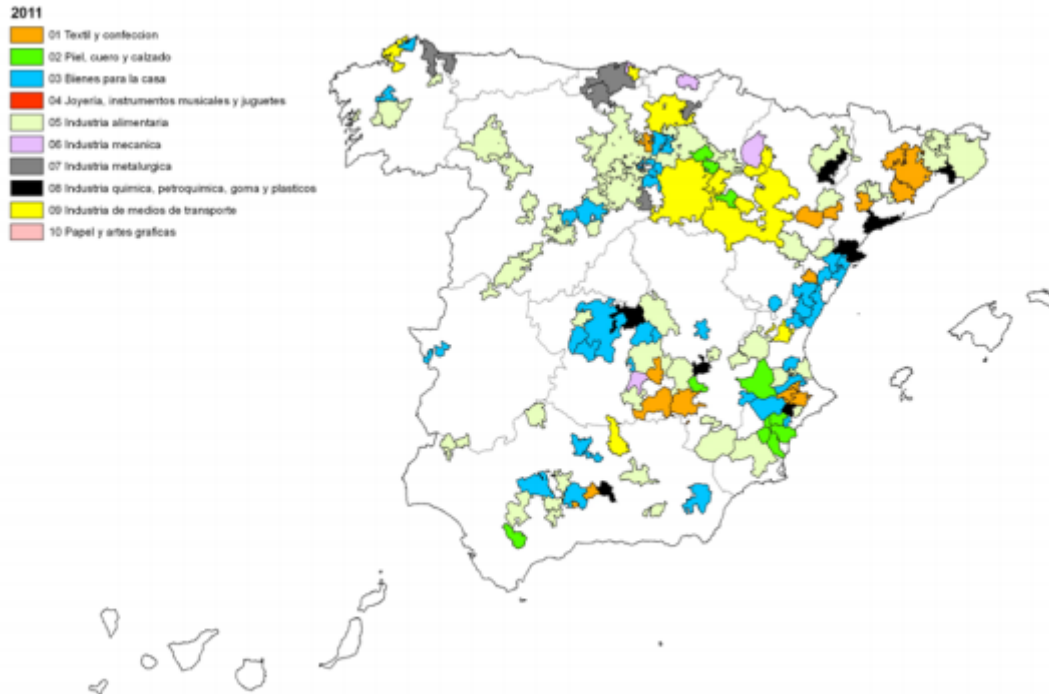 2011
01 Textil y confeccion
02 Piel, cuero y calzado
03 Bienes para la casa
04 Joyería, instrumentos musicales y juguetes
05 Industria alimentaria
06 Industria mecanica
07 Industria metalurgica
08 Industria quimica, petroquimica, goma y plasticos
09 Industria de medios de transporte
10 Papel y artes graficas